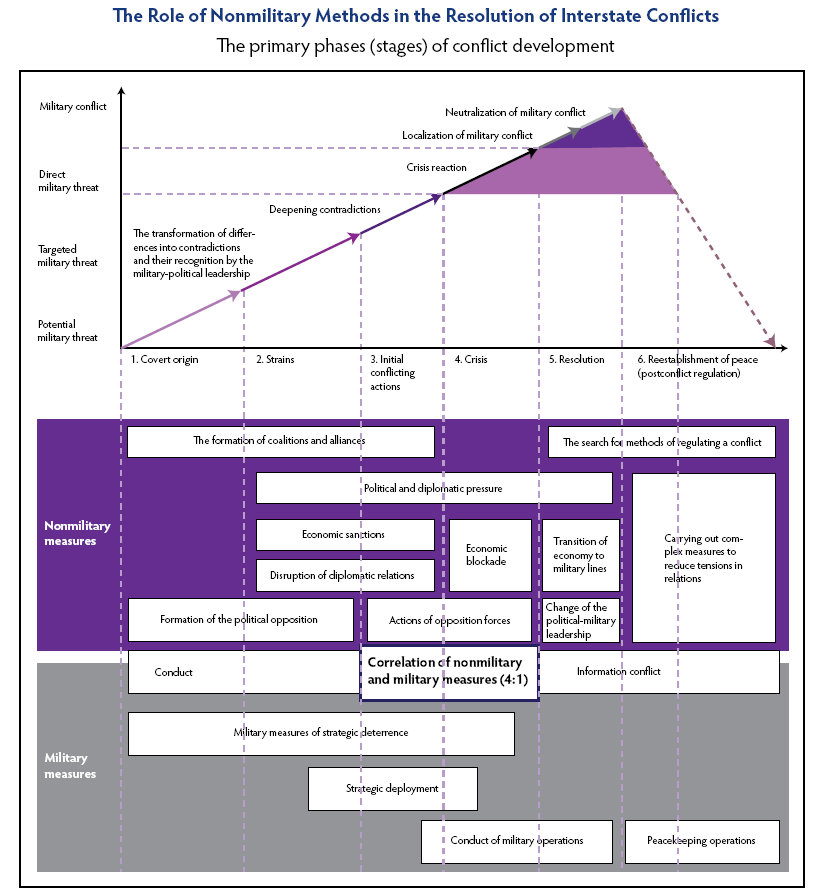 The Role of Nonmilitary Methods in the Resolution of Interstate Conflicts
The primary phases (stages) of conflict development
Military conflict
Neutralization of military conflict
Localization of military conflict
Direct
military threat
Crisis reaction
Deepening contradictions
The transformation of differ-
ences into contradictions
and their recognition by the
military-political leadership
Targeted
military threat
Potential
military threat
1. Covert origin
2. Strains
3. Initial
conflicting
actions
4. Crisis
5. Resolution
6. Reestablishment of peace
(postconflict regulation)
Nonmilitary
measures
The formation of coalitions and alliances
The search for methods of regulating a conflict
Political and diplomatic pressure
Economic sanctions
Disruption of diplomatic relations
Economic
blockade
Transition of
economy to
military lines
Carrying out com-
plex measures to
reduce tensions in
relations
Formation of the political opposition
Actions of opposition forces
Change of the
political-military
leadership
Conduct
Correlation of nonmilitary
and military measures (4:1)
Information conflict
Military
measures
Military measures of strategic deterrence
Strategic deployment
Conduct of military operations
Peacekeeping operations